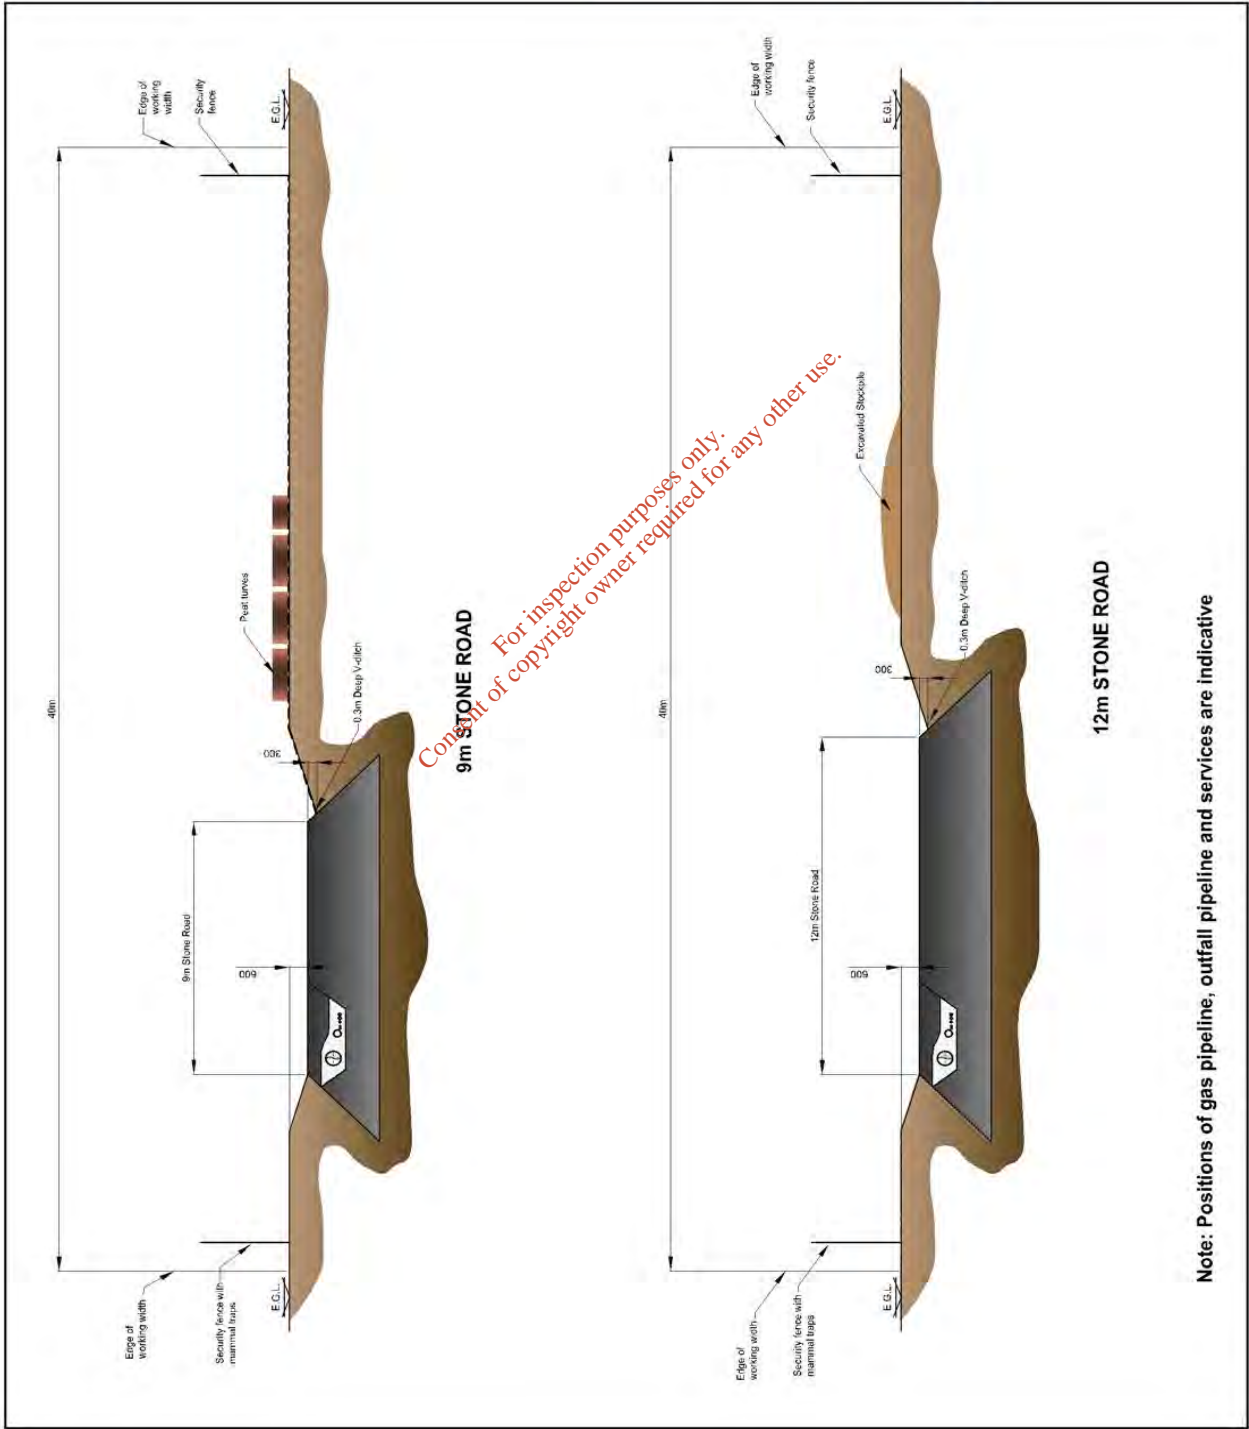 40m
Edge of
working width
Security fence with
mammal traps
E.G.L.
9m Stone Road
600
300
0.3m Deep V-ditch
Peat turves
Edge of
working
width
Security
fence
E.G.L.
9m STONE ROAD
For inspection purposes only.
Consent of copyright owner required for any other use.
40m
Edge of
working width
Security fence with
mammal traps
E.G.L.
12m Stone Road
600
300
0.3m Deep V-ditch
Excavated Stockpile
Edge of
working width
Security fence
E.G.L.
12m STONE ROAD
Note: Positions of gas pipeline, outfall pipeline and services are indicative